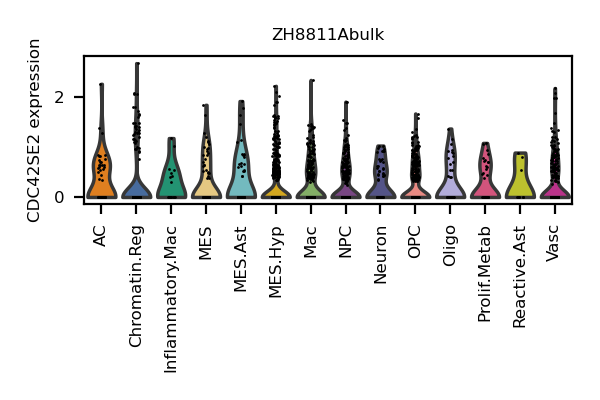 ZH8811Abulk
CDC42SE2 expression
2
0
AC
Chromatin.Reg
Inflammatory.Mac
MES
MES.Ast
MES.Hyp
Mac
NPC
Neuron
OPC
Oligo
Prolif.Metab
Reactive.Ast
Vasc